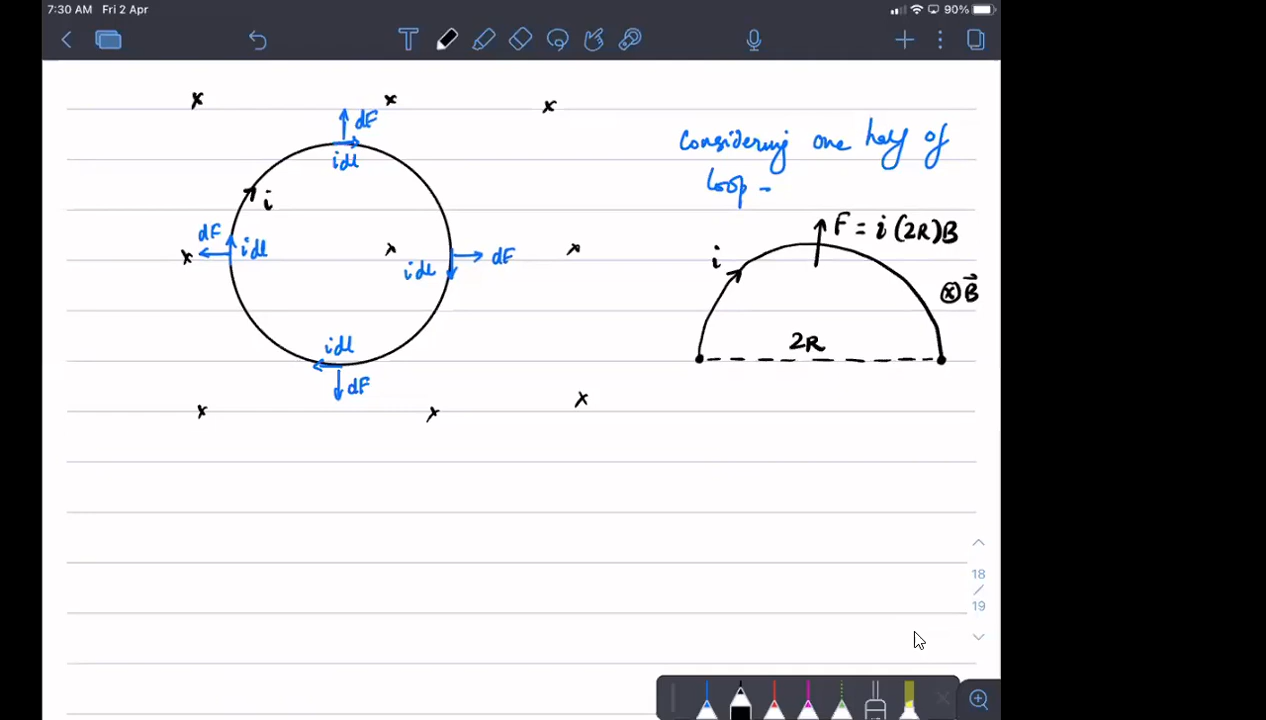 7:30 AM Fri 2 Apr
90%
T
x x x
dF
idl
i
dF
idl
x
x
idl
dF
x
idl
dF
x x x
Considering one half of
loop -
F = i(2R)B
i
⊗B⃗
2R
18
/
19